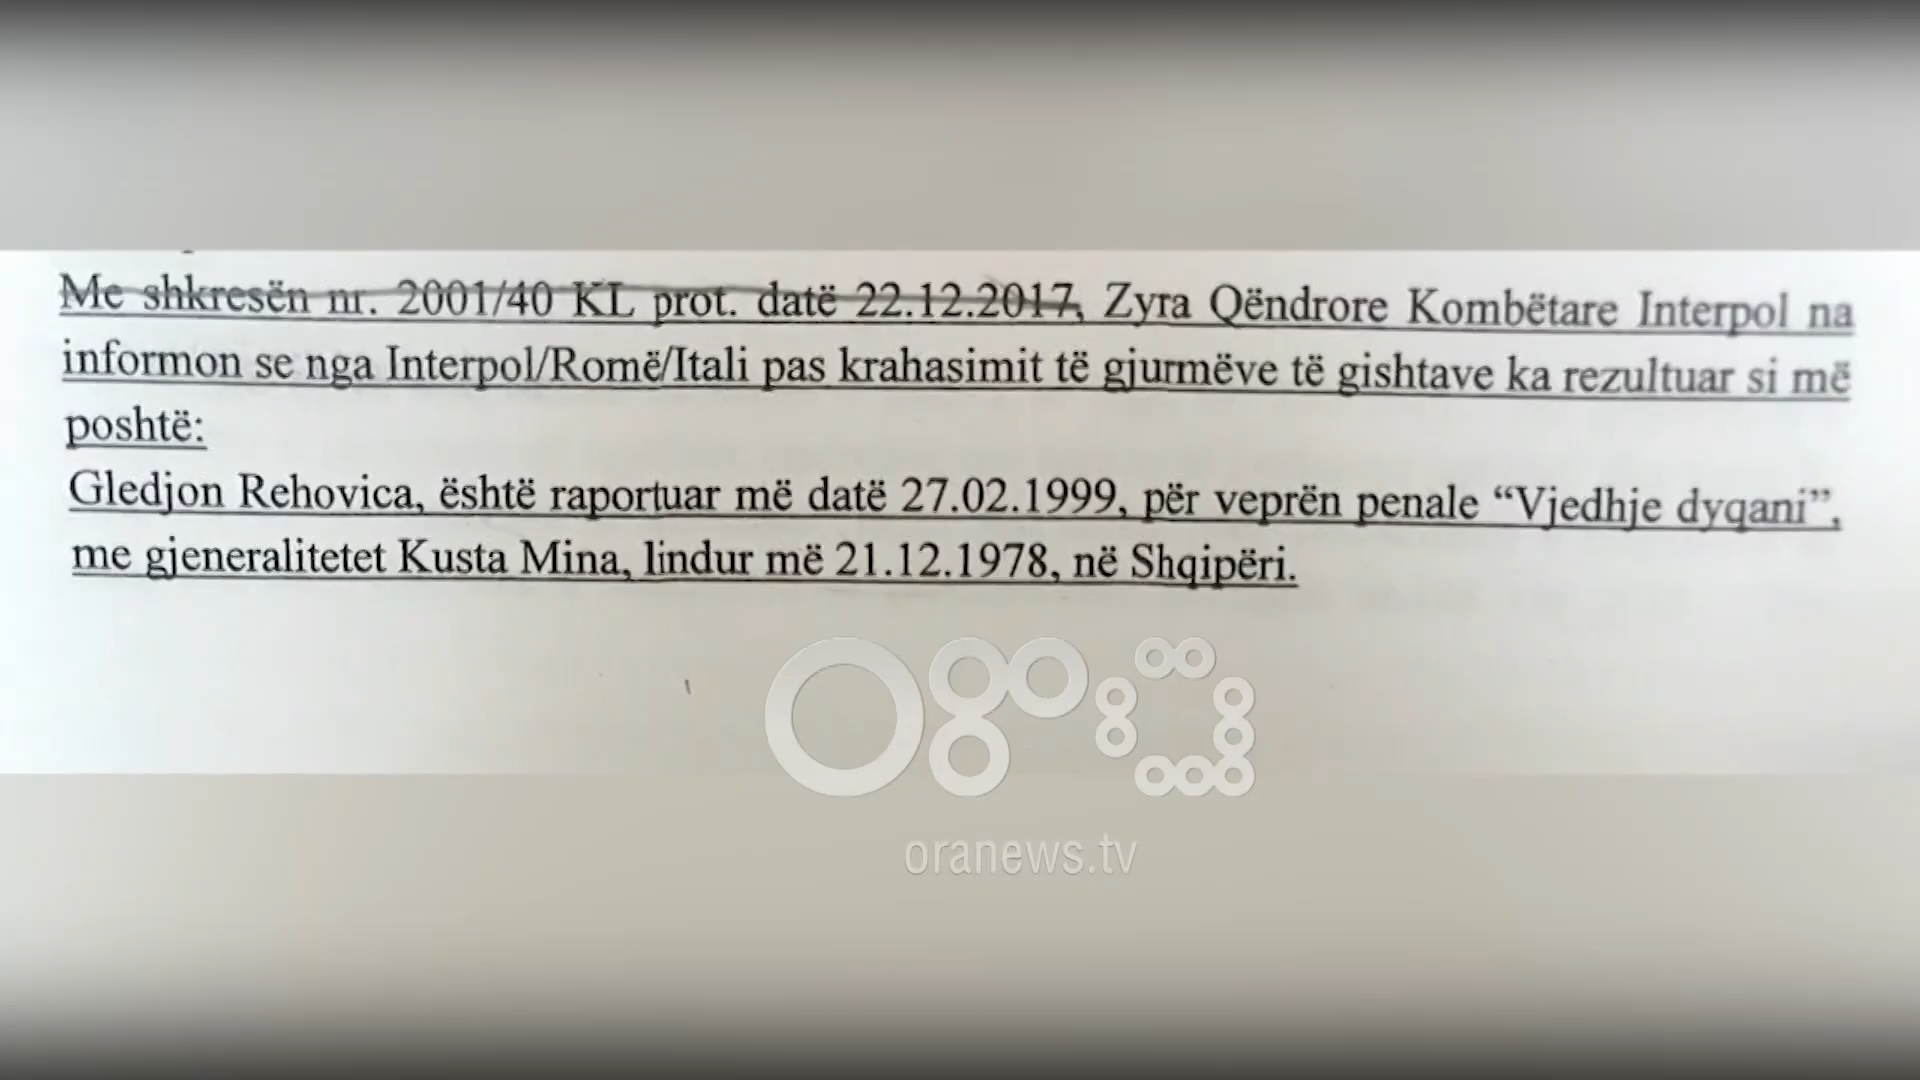 Me shkresën nr. 2001/40 KL prot. datë 22.12.2017, Zyra Qëndrore Kombëtare Interpol na
informon se nga Interpol/Romë/Itali pas krahasimit të gjurmëve të gishtave ka rezultuar si më
poshtë:
Gledjon Rehovica, është raportuar më datë 27.02.1999, për veprën penale “Vjedhje dyqani”,
me gjeneralitetet Kusta Mina, lindur më 21.12.1978, në Shqipëri.
ora
oranews.tv